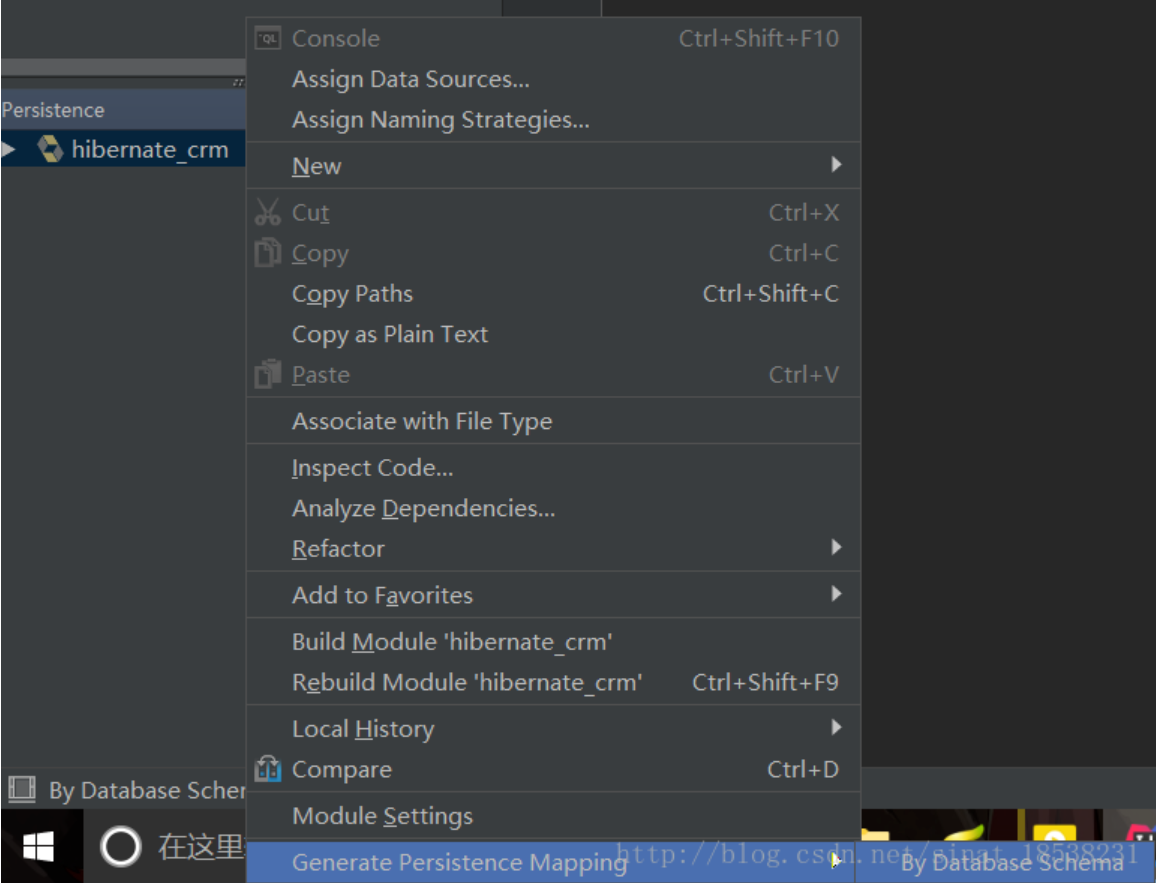 Console Ctrl+Shift+F10
Assign Data Sources...
Assign Naming Strategies...
Persistence
hibernate_crm
New
Cut Ctrl+X
Copy Ctrl+C
Copy Paths Ctrl+Shift+C
Copy as Plain Text
Paste Ctrl+V
Associate with File Type
Inspect Code...
Analyze Dependencies...
Refactor
Add to Favorites
Build Module 'hibernate_crm'
Rebuild Module 'hibernate_crm' Ctrl+Shift+F9
Local History
Compare Ctrl+D
By Database Scher
Module Settings
在这里
Generate Persistence Mapping
By Database Schema
http://blog.csdn.net/sinat_18538231